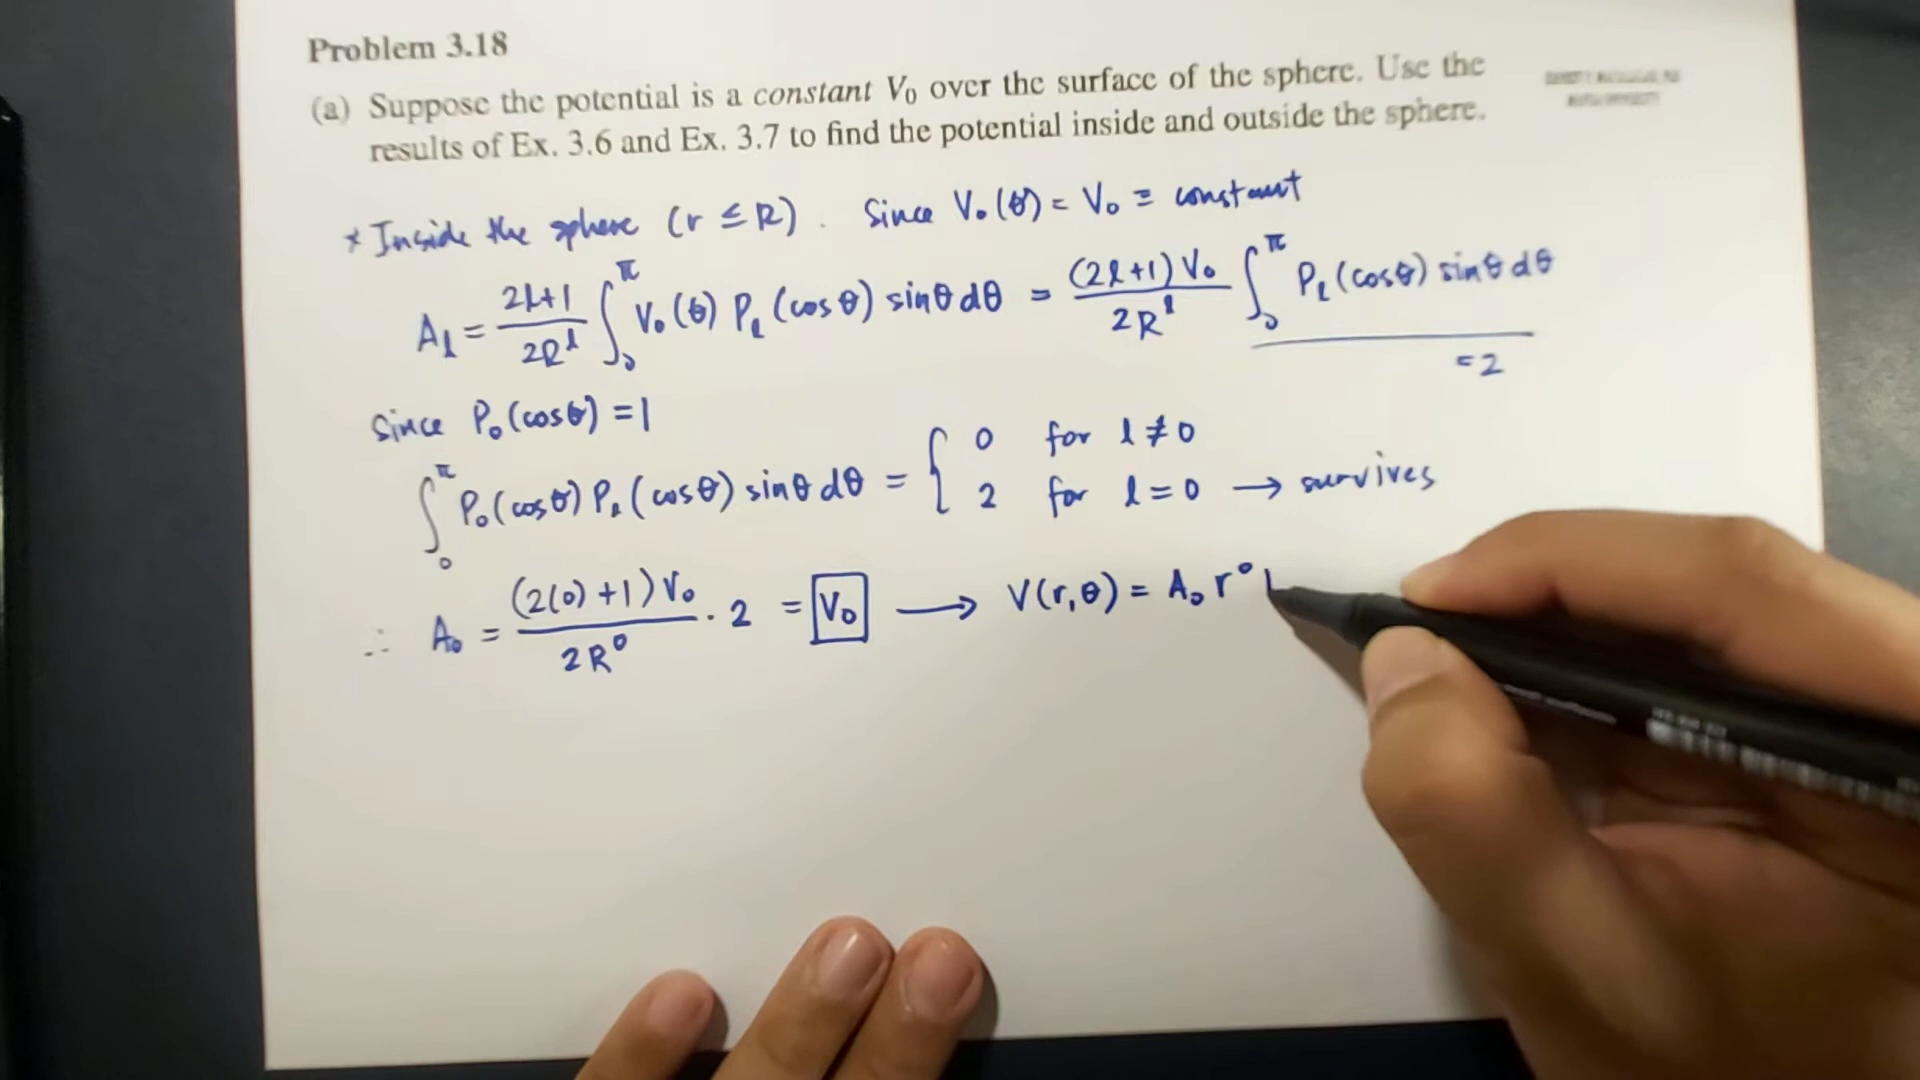 Problem 3.18
(a) Suppose the potential is a constant V₀ over the surface of the sphere. Use the
results of Ex. 3.6 and Ex. 3.7 to find the potential inside and outside the sphere.
* Inside the sphere (r ≤ R). Since V₀(θ) = V₀ = constant
A_l = (2l+1)/(2R^l) ∫₀^π V₀(θ) P_l(cosθ) sinθ dθ = ((2l+1)V₀)/(2R^l) ∫₀^π P_l(cosθ) sinθ dθ
= 2
Since P₀(cosθ) = 1
∫₀^π P₀(cosθ) P_l(cosθ) sinθ dθ = { 0 for l ≠ 0
2 for l = 0 → survives
∴ A₀ = ((2(0)+1)V₀)/(2R⁰) · 2 = V₀ → V(r,θ) = A₀ r⁰